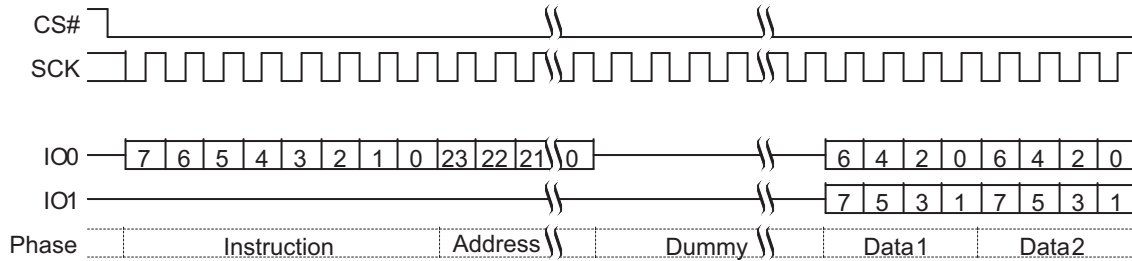 CS#
SCK
IO0 7 6 5 4 3 2 1 0 23 22 21 0 6 4 2 0 6 4 2 0
IO1 7 5 3 1 7 5 3 1
Phase Instruction Address Dummy Data1 Data2